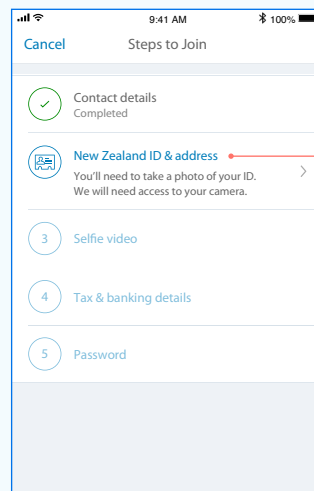 9:41 AM 100%
Cancel Steps to Join
Contact details
Completed
New Zealand ID & address
You'll need to take a photo of your ID.
We will need access to your camera.
3 Selfie video
4 Tax & banking details
5 Password